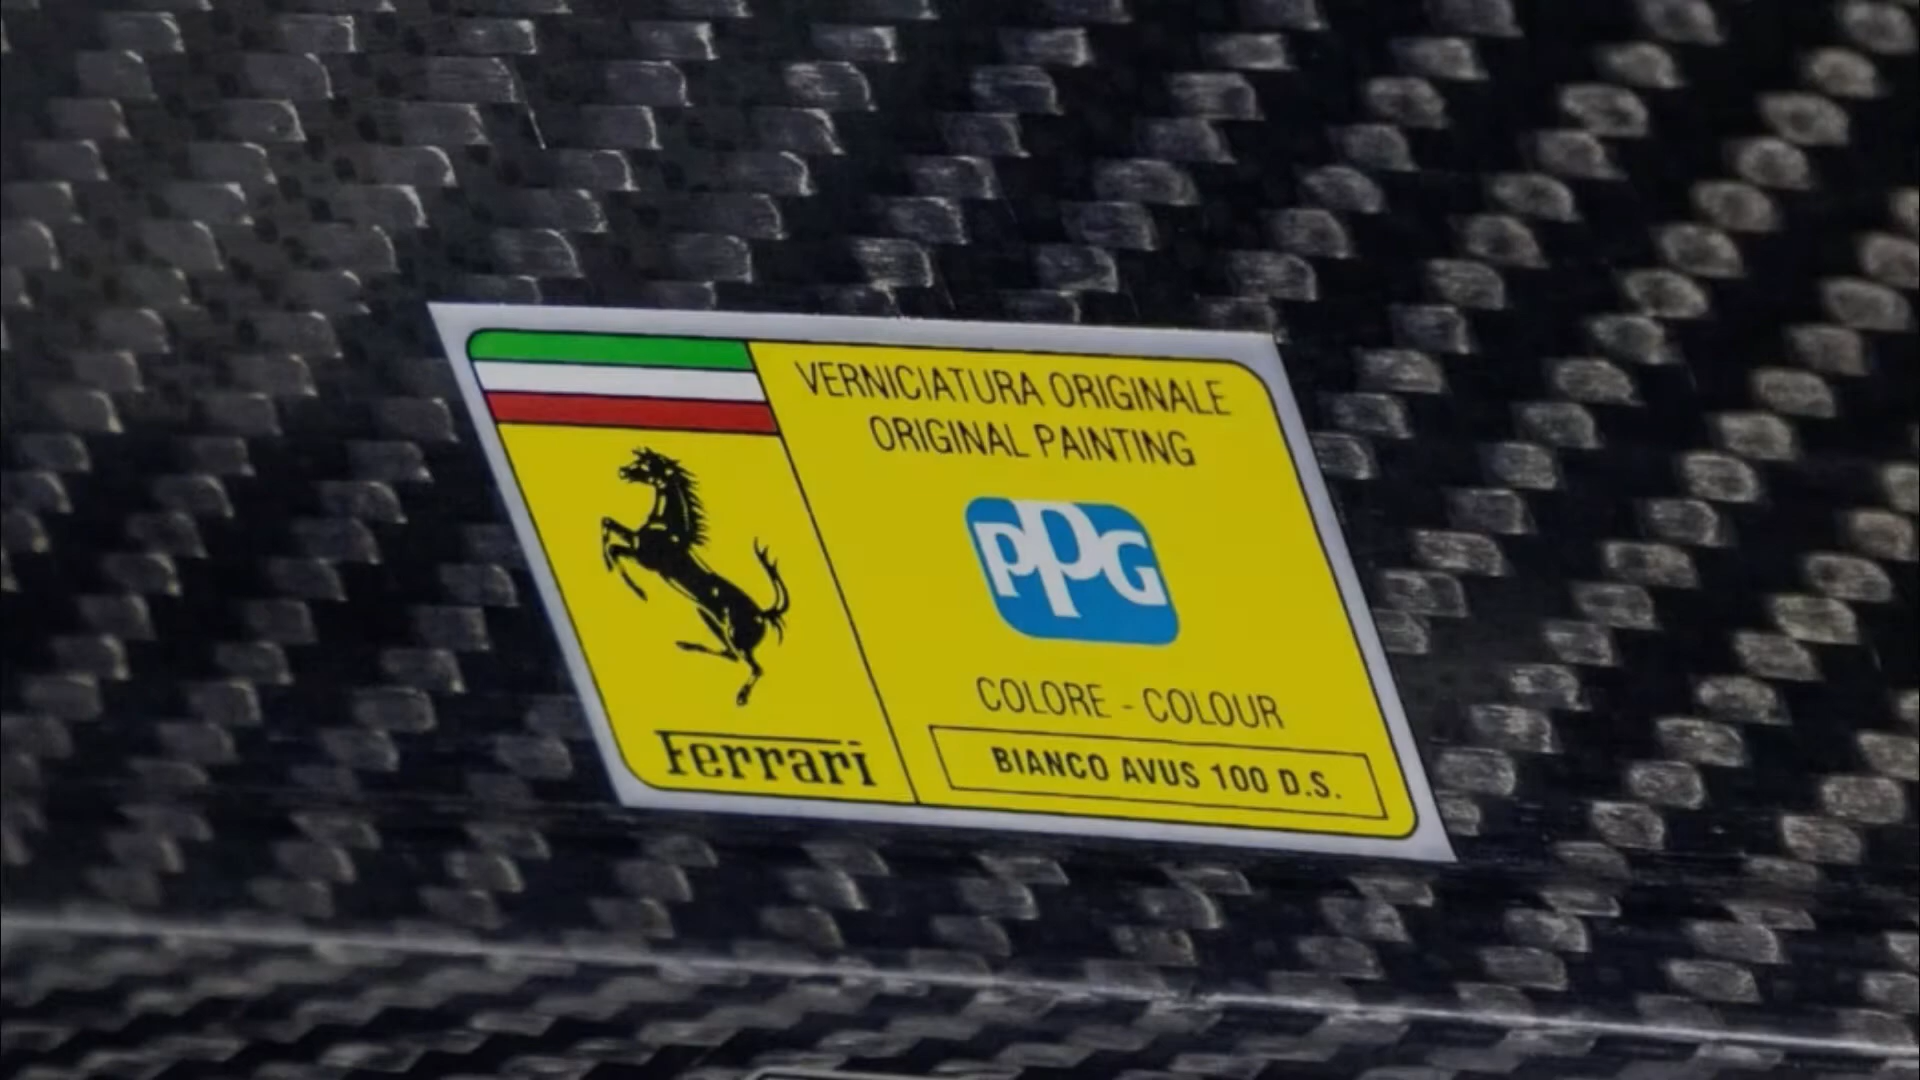 VERNICIATURA ORIGINALE
ORIGINAL PAINTING
PPG
COLORE - COLOUR
BIANCO AVUS 100 D.S.
Ferrari